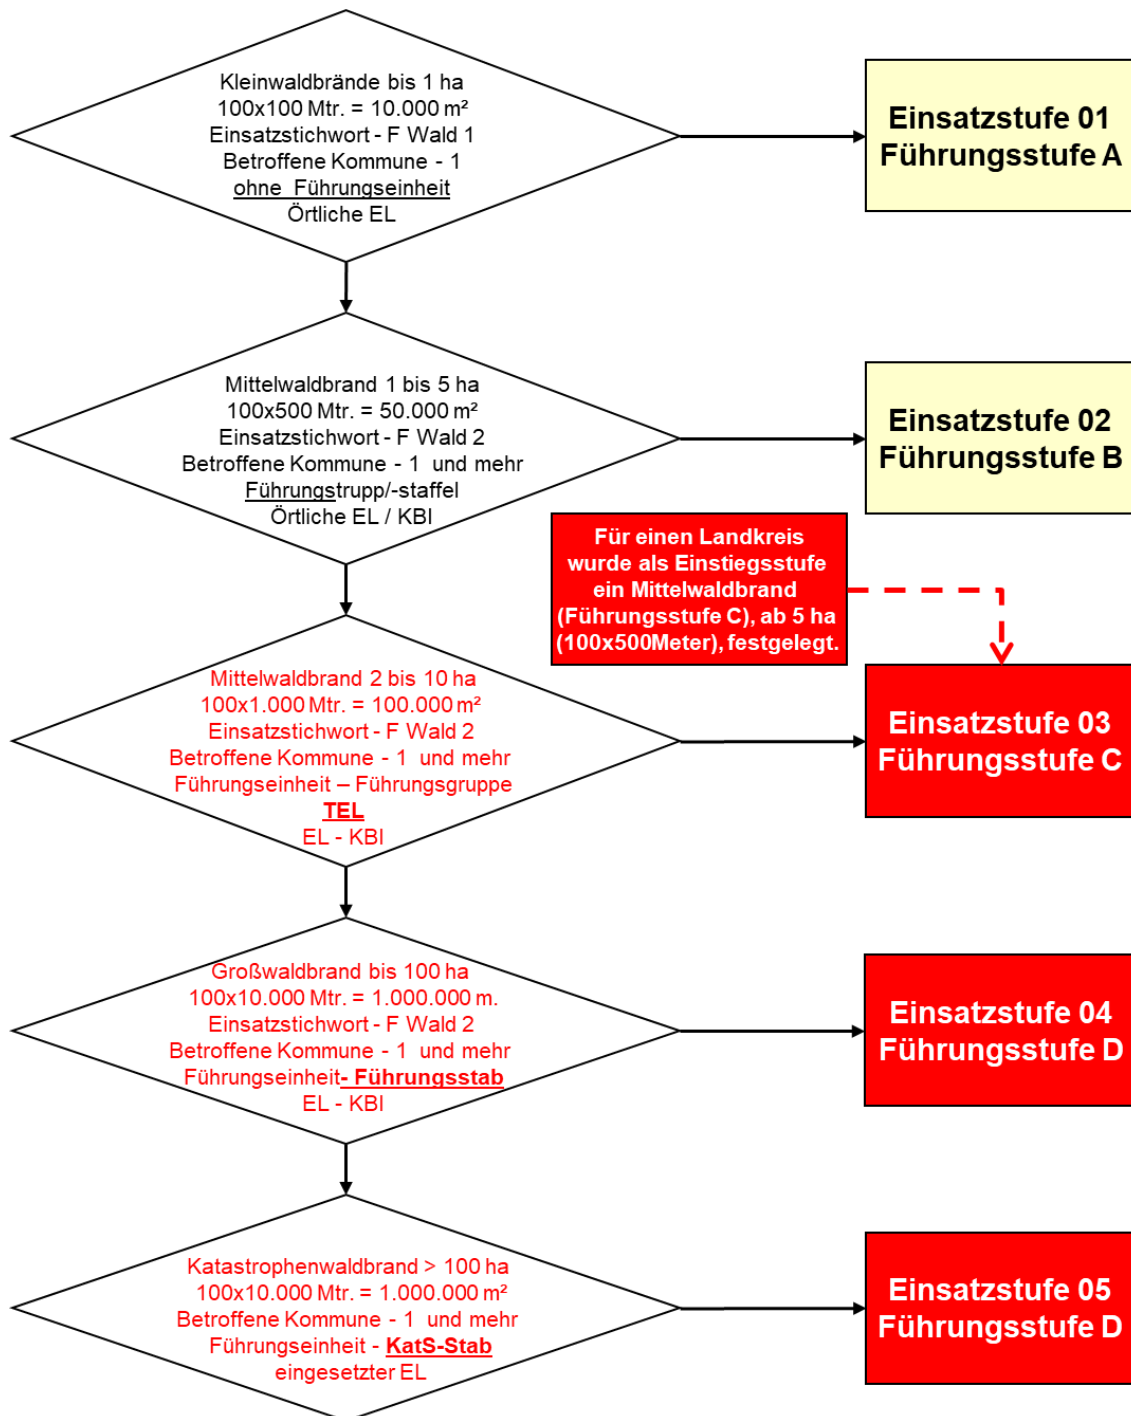 Kleinwaldbrände bis 1 ha
100x100 Mtr. = 10.000 m²
Einsatzstichwort - F Wald 1
Betroffene Kommune - 1
ohne Führungseinheit
Örtliche EL
Einsatzstufe 01
Führungsstufe A
Mittelwaldbrand 1 bis 5 ha
100x500 Mtr. = 50.000 m²
Einsatzstichwort - F Wald 2
Betroffene Kommune - 1 und mehr
Führungstrupp/-staffel
Örtliche EL / KBI
Einsatzstufe 02
Führungsstufe B
Für einen Landkreis
wurde als Einstiegsstufe
ein Mittelwaldbrand
(Führungsstufe C), ab 5 ha
(100x500Meter), festgelegt.
Mittelwaldbrand 2 bis 10 ha
100x1.000 Mtr. = 100.000 m²
Einsatzstichwort - F Wald 2
Betroffene Kommune - 1 und mehr
Führungseinheit – Führungsgruppe
TEL
EL - KBI
Einsatzstufe 03
Führungsstufe C
Großwaldbrand bis 100 ha
100x10.000 Mtr. = 1.000.000 m.
Einsatzstichwort - F Wald 2
Betroffene Kommune - 1 und mehr
Führungseinheit- Führungsstab
EL - KBI
Einsatzstufe 04
Führungsstufe D
Katastrophenwaldbrand > 100 ha
100x10.000 Mtr. = 1.000.000 m²
Betroffene Kommune - 1 und mehr
Führungseinheit - KatS-Stab
eingesetzter EL
Einsatzstufe 05
Führungsstufe D